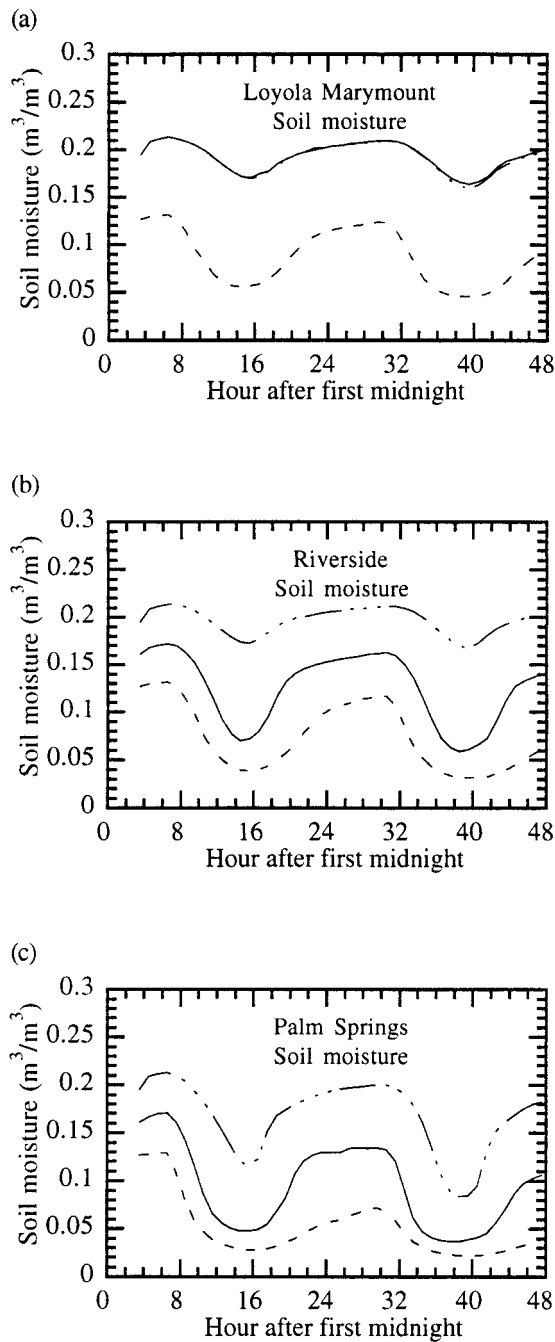 (a)
0.3
0.25
0.2
0.15
0.1
0.05
0
Soil moisture (m³/m³)
Loyola Marymount
Soil moisture
0 8 16 24 32 40 48
Hour after first midnight
(b)
0.3
0.25
0.2
0.15
0.1
0.05
0
Soil moisture (m³/m³)
Riverside
Soil moisture
0 8 16 24 32 40 48
Hour after first midnight
(c)
0.3
0.25
0.2
0.15
0.1
0.05
0
Soil moisture (m³/m³)
Palm Springs
Soil moisture
0 8 16 24 32 40 48
Hour after first midnight